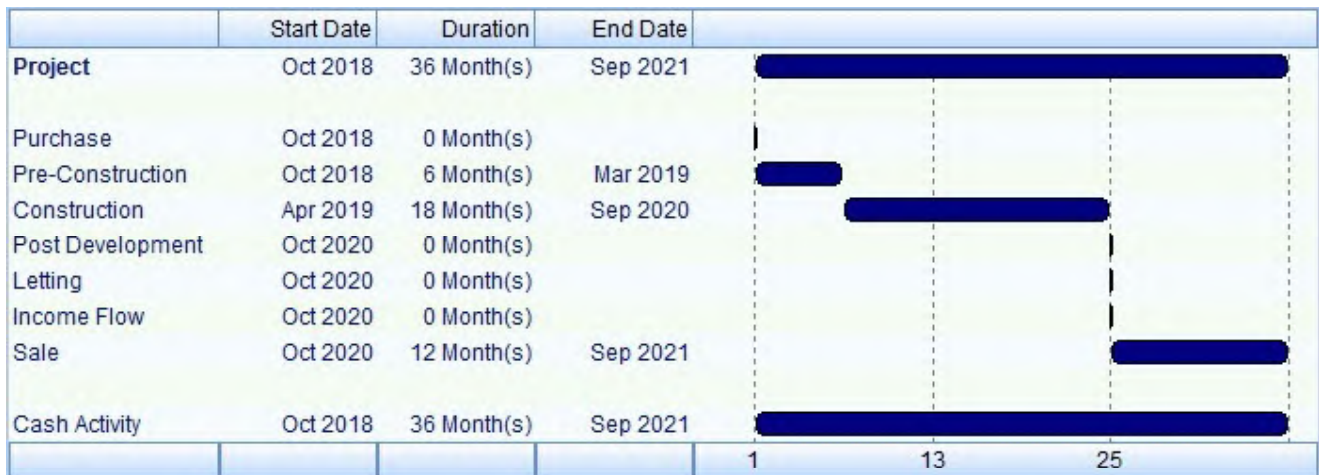 Start Date Duration End Date
Project Oct 2018 36 Month(s) Sep 2021
Purchase Oct 2018 0 Month(s)
Pre-Construction Oct 2018 6 Month(s) Mar 2019
Construction Apr 2019 18 Month(s) Sep 2020
Post Development Oct 2020 0 Month(s)
Letting Oct 2020 0 Month(s)
Income Flow Oct 2020 0 Month(s)
Sale Oct 2020 12 Month(s) Sep 2021
Cash Activity Oct 2018 36 Month(s) Sep 2021
1 13 25